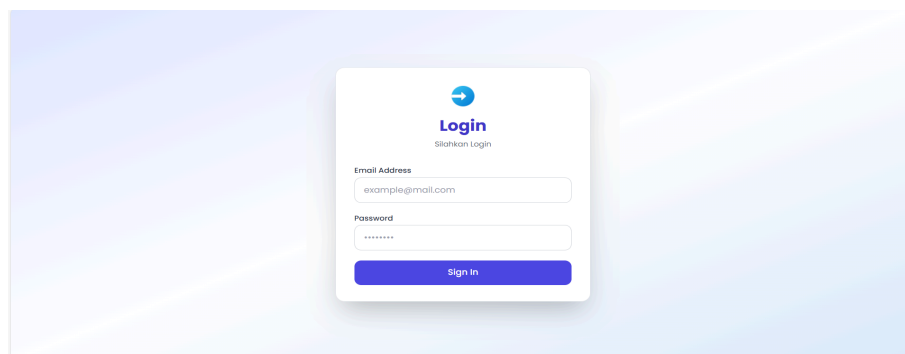 Login
Silahkan Login
Email Address
example@mail.com
Password
••••••••
Sign In